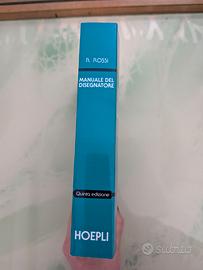 R. ROSSI
MANUALE DEL
DISEGNATORE
Quinta edizione
HOEPLI
subito